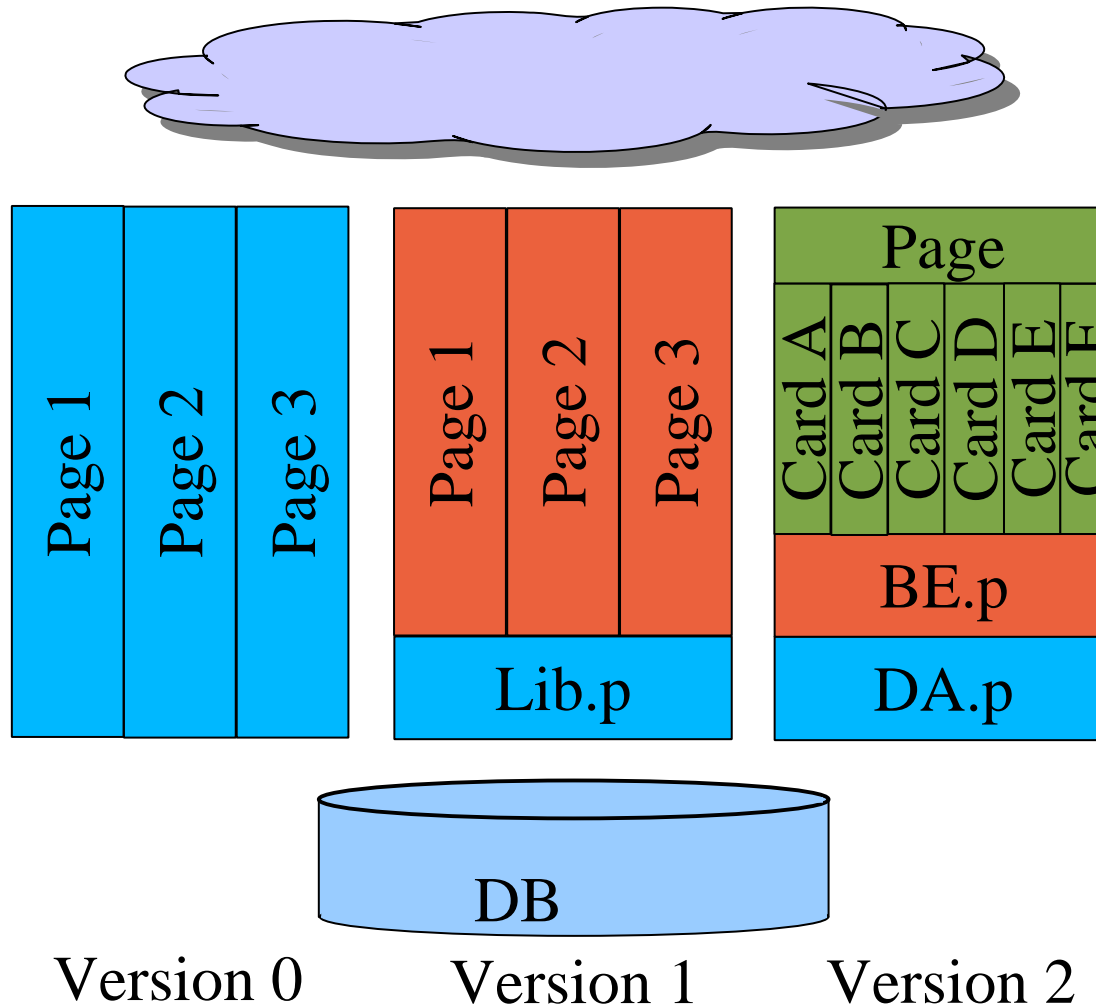 Page 1
Page 2
Page 3
Page 1
Page 2
Page 3
Lib.p
Page
Card A
Card B
Card C
Card D
Card E
Card
BE.p
DA.p
DB
Version 0
Version 1
Version 2